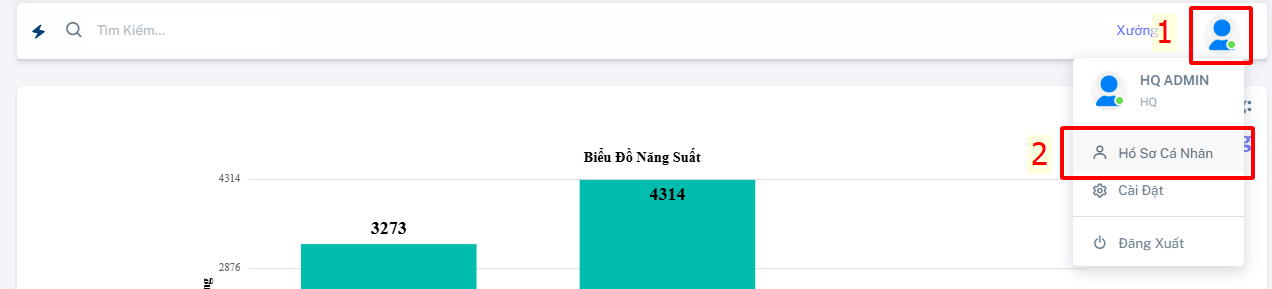 Tìm Kiếm...
Xưởng
1
HQ ADMIN
HQ
2
Hồ Sơ Cá Nhân
Cài Đặt
Đăng Xuất
Biểu Đồ Năng Suất
4314
4314
3273
2876